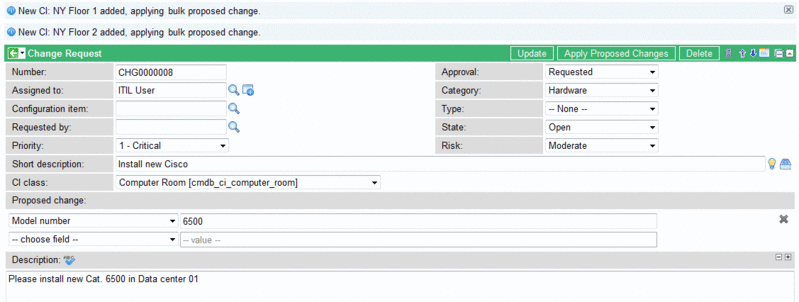 New CI: NY Floor 1 added, applying bulk proposed change.
New CI: NY Floor 2 added, applying bulk proposed change.
Change Request Update Apply Proposed Changes Delete
Number: CHG0000008 Approval: Requested
Assigned to: ITIL User Category: Hardware
Configuration item: Type: -- None --
Requested by: State: Open
Priority: 1 - Critical Risk: Moderate
Short description: Install new Cisco
CI class: Computer Room [cmdb_ci_computer_room]
Proposed change:
Model number 6500
-- choose field -- -- value --
Description:
Please install new Cat. 6500 in Data center 01